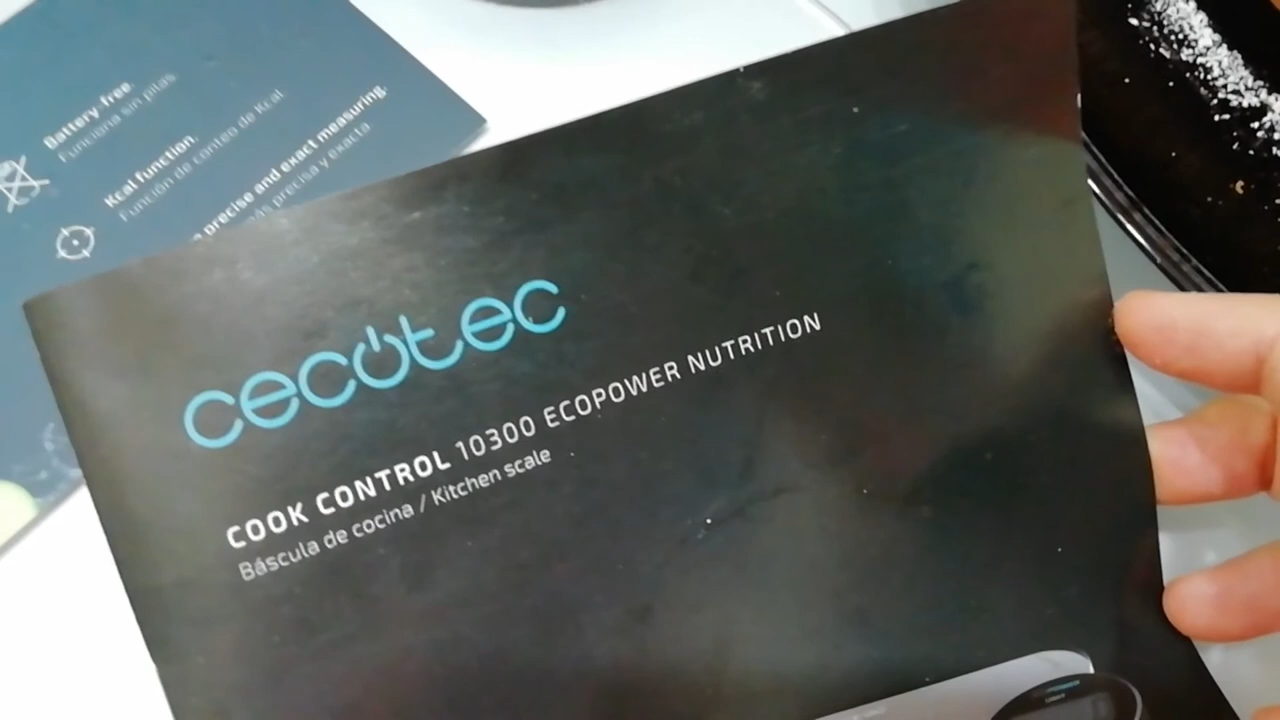 Battery-free.
Funciona sin pilas
Kcal function.
Función de conteo de Kcal
precise and exact measuring.
más precisa y exacta
cecotec
COOK CONTROL 10300 ECOPOWER NUTRITION
Báscula de cocina / Kitchen scale